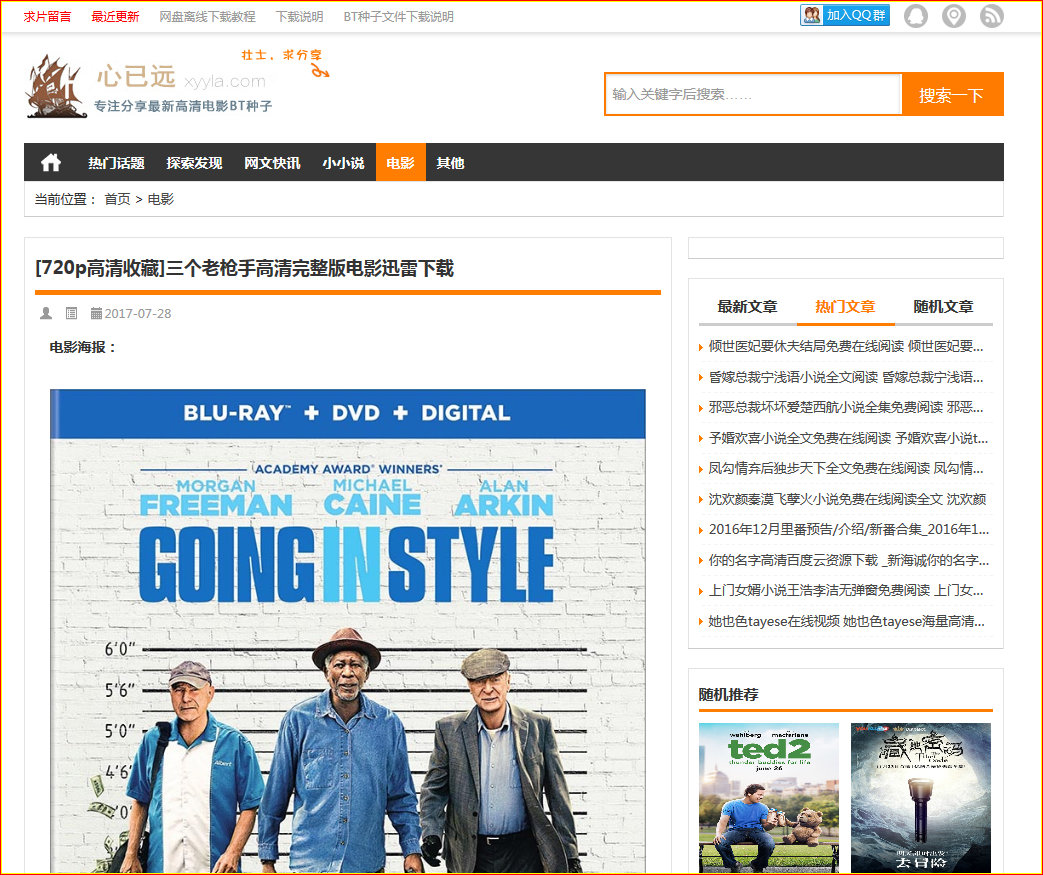 求片留言 最近更新 网盘离线下载教程 下载说明 BT种子文件下载说明 加入QQ群
壮士，求分享
心已远 xyyla.com
专注分享最新高清电影BT种子
输入关键字后搜索…… 搜索一下
热门话题 探索发现 网文快讯 小小说 电影 其他
当前位置： 首页 > 电影
[720p高清收藏]三个老枪手高清完整版电影迅雷下载
2017-07-28
电影海报：
BLU-RAY™ + DVD + DIGITAL
ACADEMY AWARD® WINNERS®
MORGAN FREEMAN
MICHAEL CAINE
ALAN ARKIN
GOING IN STYLE
6'0"
5'6"
5'0"
4'6"
Albert
最新文章 热门文章 随机文章
倾世医妃要休夫结局免费在线阅读 倾世医妃要...
昏嫁总裁宁浅语小说全文阅读 昏嫁总裁宁浅语...
邪恶总裁坏坏爱楚西航小说全集免费阅读 邪恶...
予婚欢喜小说全文免费在线阅读 予婚欢喜小说t...
凤勾情弃后独步天下全文免费在线阅读 凤勾情...
沈欢颜秦漠飞孽火小说免费在线阅读全文 沈欢颜
2016年12月里番预告/介绍/新番合集_2016年1...
你的名字高清百度云资源下载 _新海诚你的名字...
上门女婿小说王浩李洁无弹窗免费阅读 上门女...
她也色tayese在线视频 她也色tayese海量高清...
随机推荐
wahlberg macfarlane
ted2
thunder buddies for life
june 26
藏地密码
去冒险